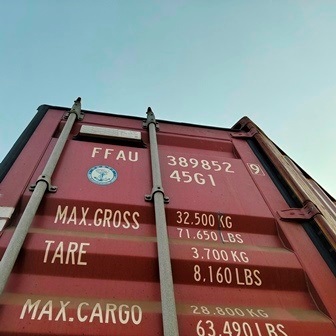 FFAU 389852 9
45G1
MAX.GROSS 32.500 KG
71.650 LBS
TARE 3.700 KG
8.160 LBS
MAX.CARGO 28.800 KG
63.490 LBS